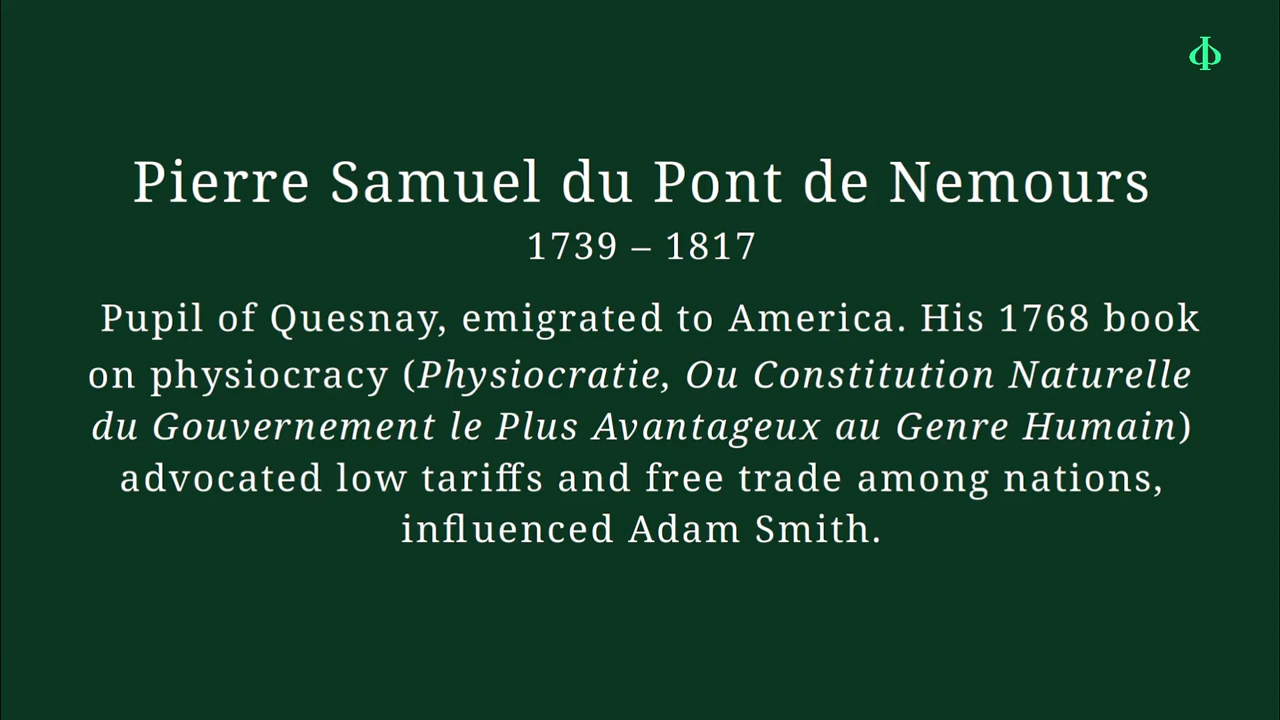 Φ
Pierre Samuel du Pont de Nemours
1739 – 1817
Pupil of Quesnay, emigrated to America. His 1768 book
on physiocracy (Physiocratie, Ou Constitution Naturelle
du Gouvernement le Plus Avantageux au Genre Humain)
advocated low tariffs and free trade among nations,
influenced Adam Smith.